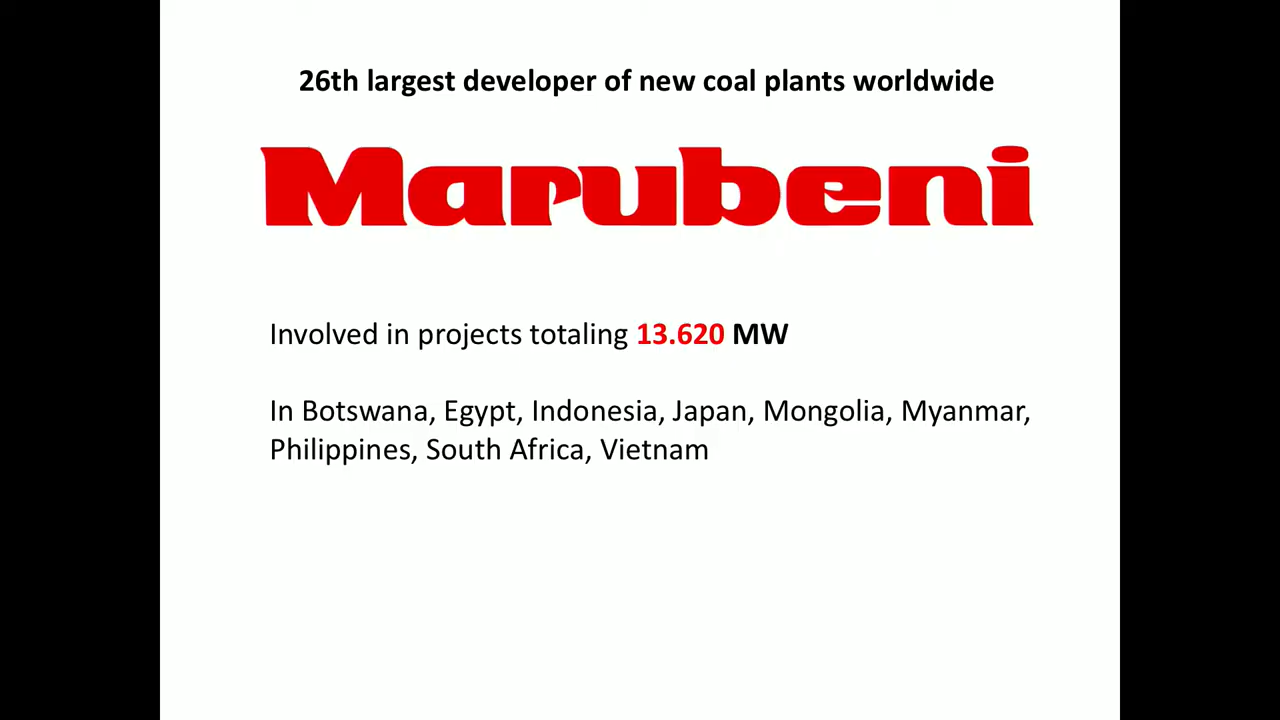 26th largest developer of new coal plants worldwide
Marubeni
Involved in projects totaling 13.620 MW
In Botswana, Egypt, Indonesia, Japan, Mongolia, Myanmar,
Philippines, South Africa, Vietnam